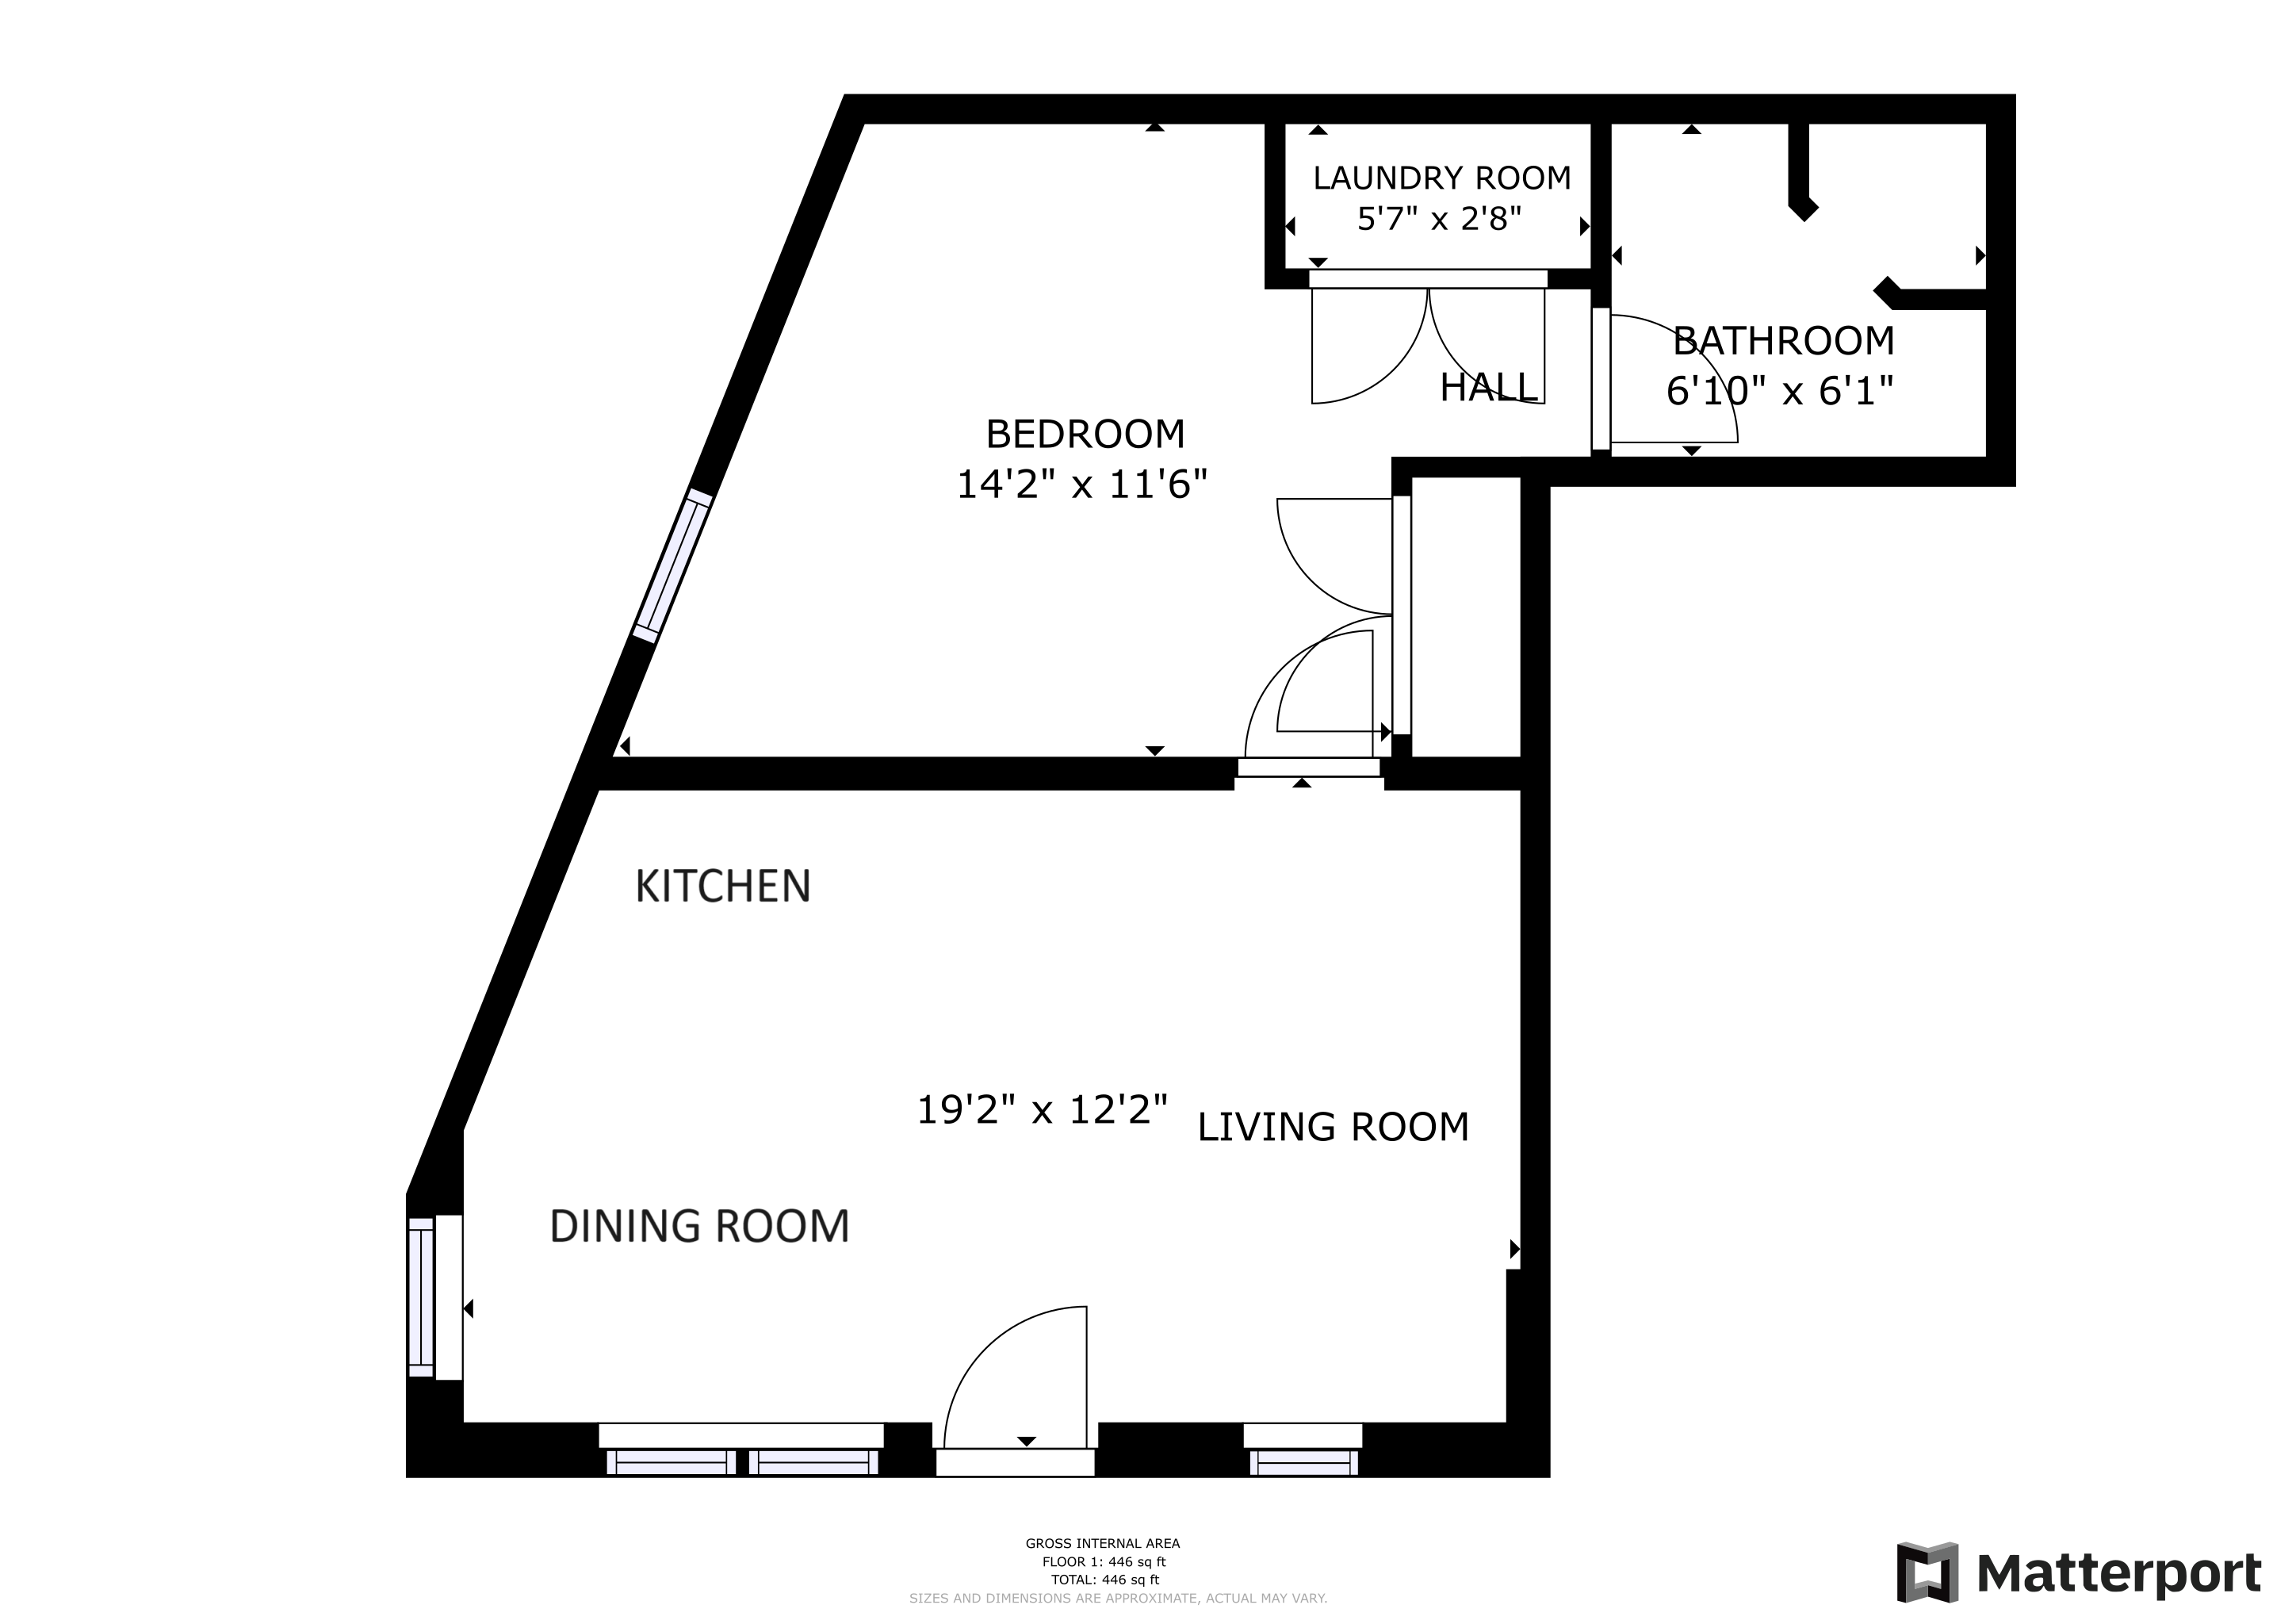 LAUNDRY ROOM
5'7" x 2'8"
BATHROOM
6'10" x 6'1"
HALL
BEDROOM
14'2" x 11'6"
KITCHEN
19'2" x 12'2"
LIVING ROOM
DINING ROOM
GROSS INTERNAL AREA
FLOOR 1: 446 sq ft
TOTAL: 446 sq ft
SIZES AND DIMENSIONS ARE APPROXIMATE, ACTUAL MAY VARY.
Matterport